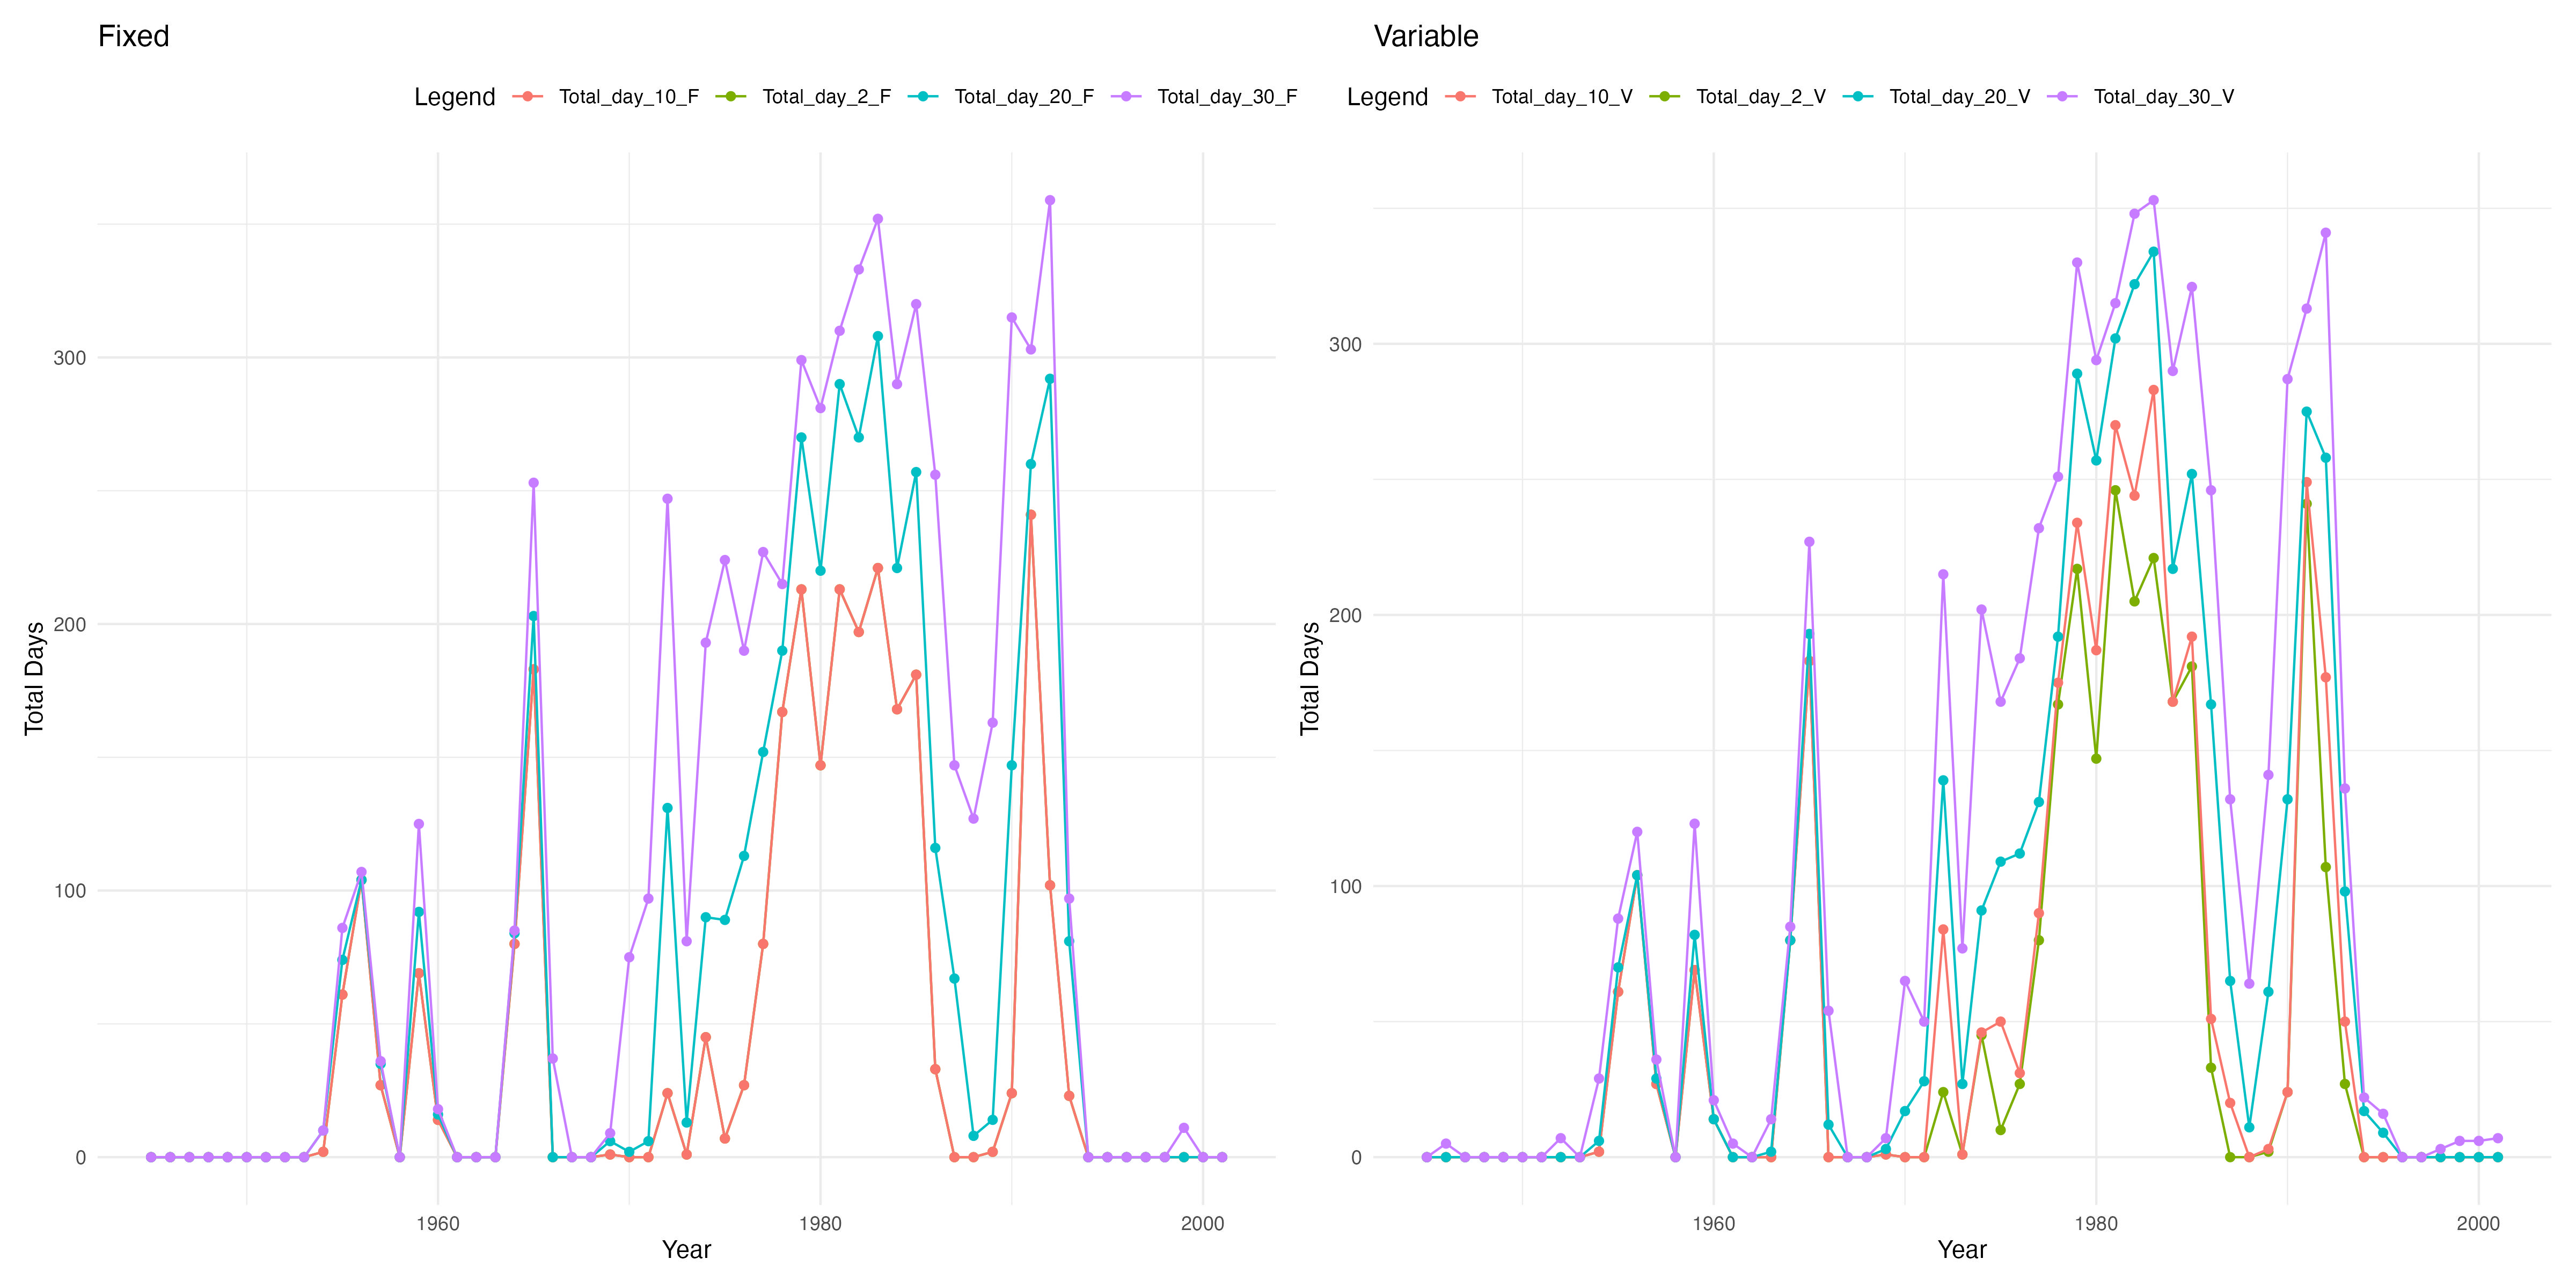 Fixed
Legend Total_day_10_F Total_day_2_F Total_day_20_F Total_day_30_F
Total Days
300
200
100
0
1960 1980 2000
Year
Variable
Legend Total_day_10_V Total_day_2_V Total_day_20_V Total_day_30_V
Total Days
300
200
100
0
1960 1980 2000
Year